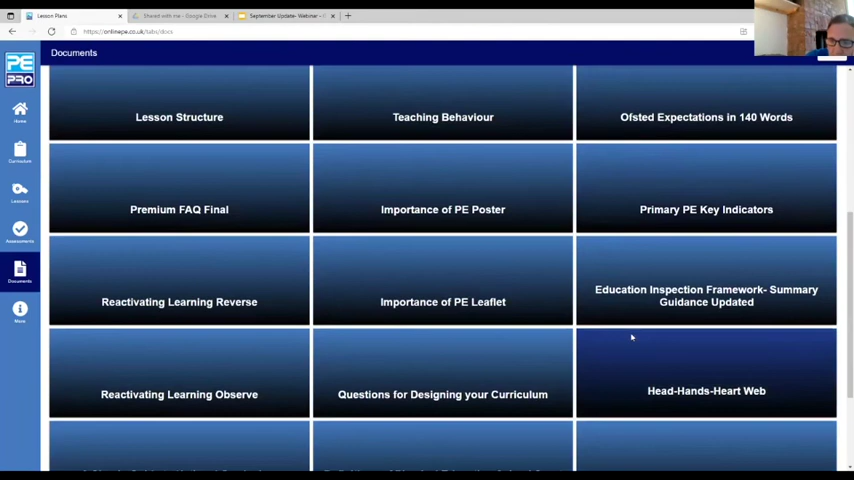 Lesson Plans
Shared with me - Google Drive
September Update- Webinar -
https://onlinepe.co.uk/tabs/docs
PE
PRO
Documents
Home
Curriculum
Lessons
Assessments
Documents
More
Lesson Structure
Teaching Behaviour
Ofsted Expectations in 140 Words
Premium FAQ Final
Importance of PE Poster
Primary PE Key Indicators
Reactivating Learning Reverse
Importance of PE Leaflet
Education Inspection Framework- Summary
Guidance Updated
Reactivating Learning Observe
Questions for Designing your Curriculum
Head-Hands-Heart Web